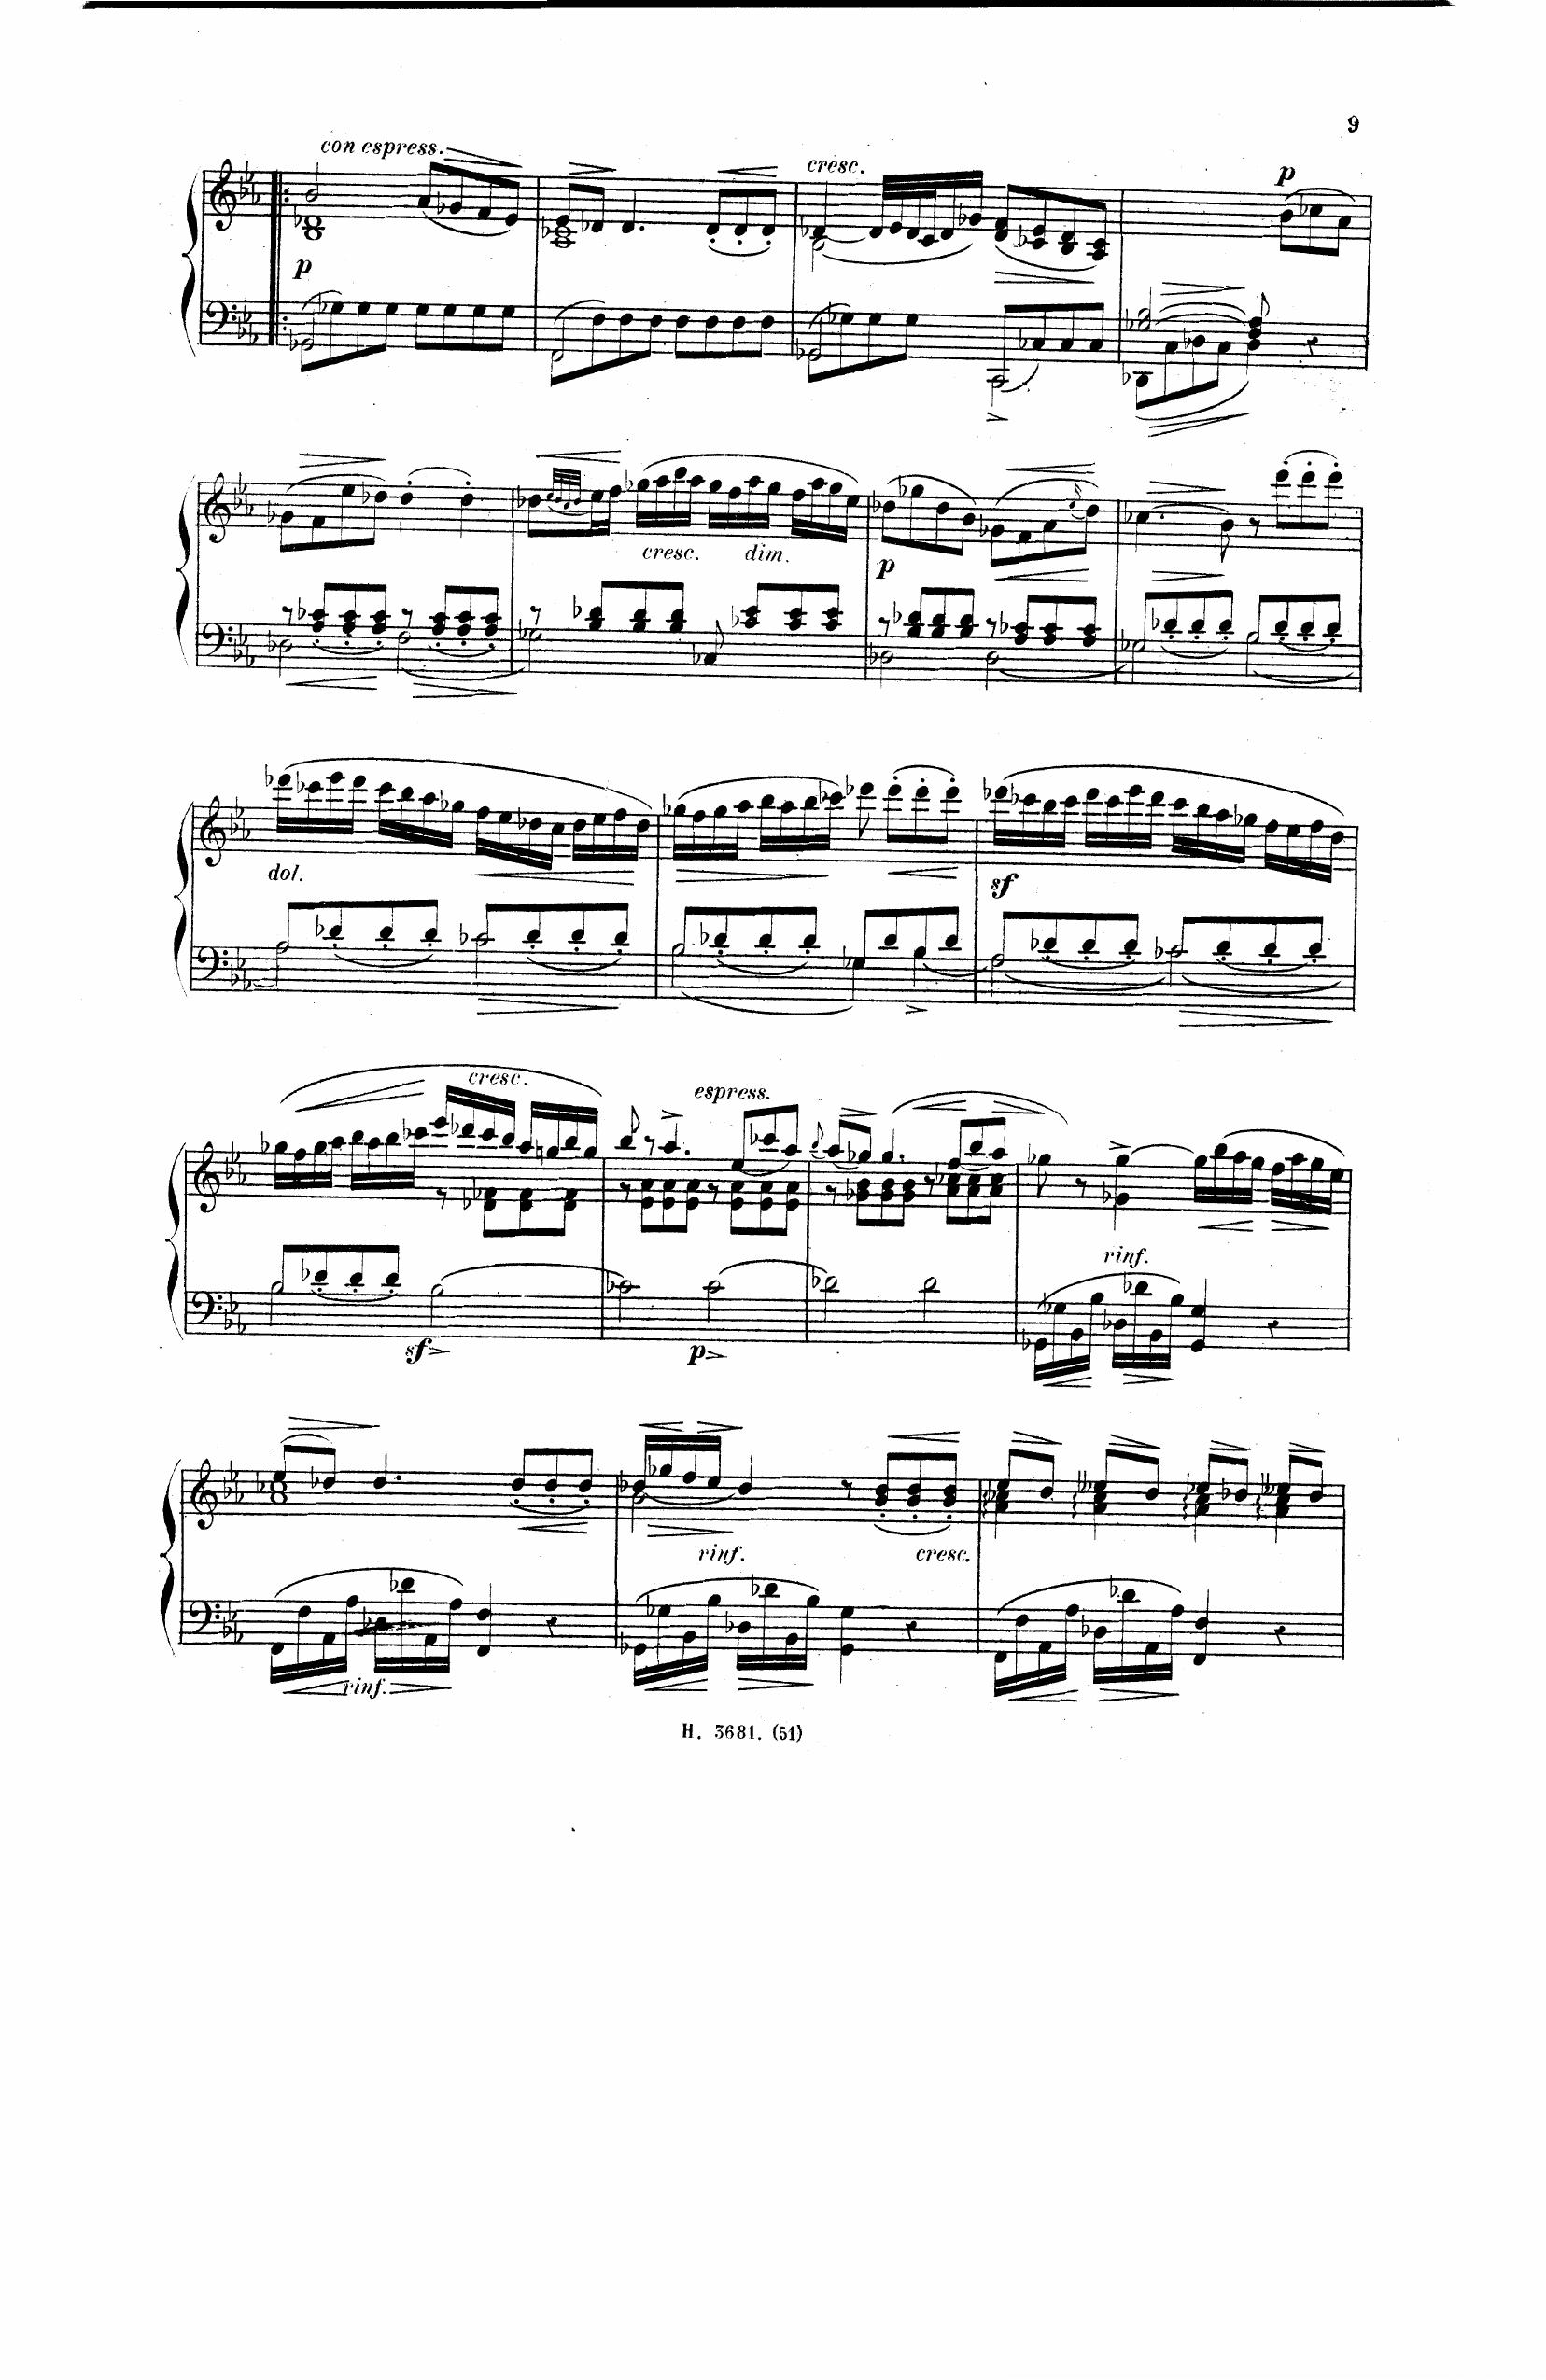 9
con espress.
cresc.
p
p
cresc. dim.
p
dol.
sf
cresc.
espress.
rinf.
sf p
rinf. cresc.
rinf.
H. 3681. (51)